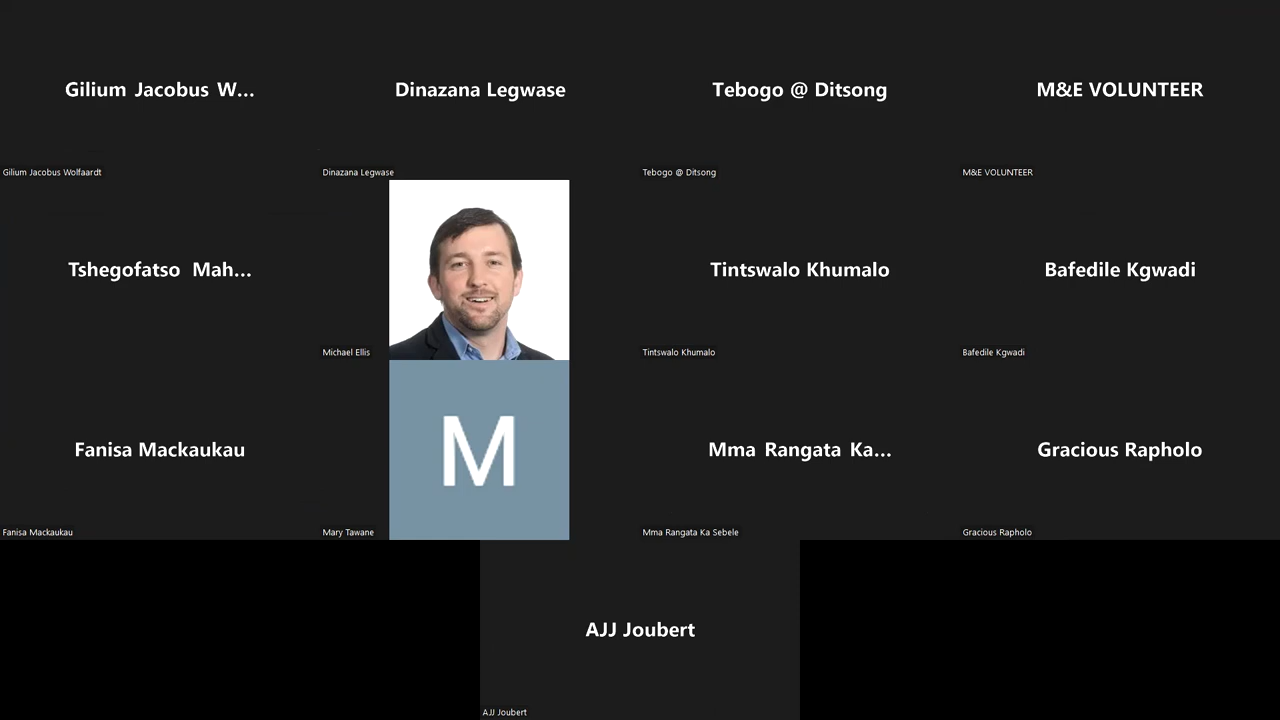 Gilium Jacobus W...
Dinazana Legwase
Tebogo @ Ditsong
M&E VOLUNTEER
Gilium Jacobus Wolfaardt
Dinazana Legwase
Tebogo @ Ditsong
M&E VOLUNTEER
Tshegofatso Mah...
Tintswalo Khumalo
Bafedile Kgwadi
Michael Ellis
Tintswalo Khumalo
Bafedile Kgwadi
Fanisa Mackaukau
M
Mma Rangata Ka...
Gracious Rapholo
Fanisa Mackaukau
Mary Tawane
Mma Rangata Ka Sebele
Gracious Rapholo
AJJ Joubert
AJJ Joubert